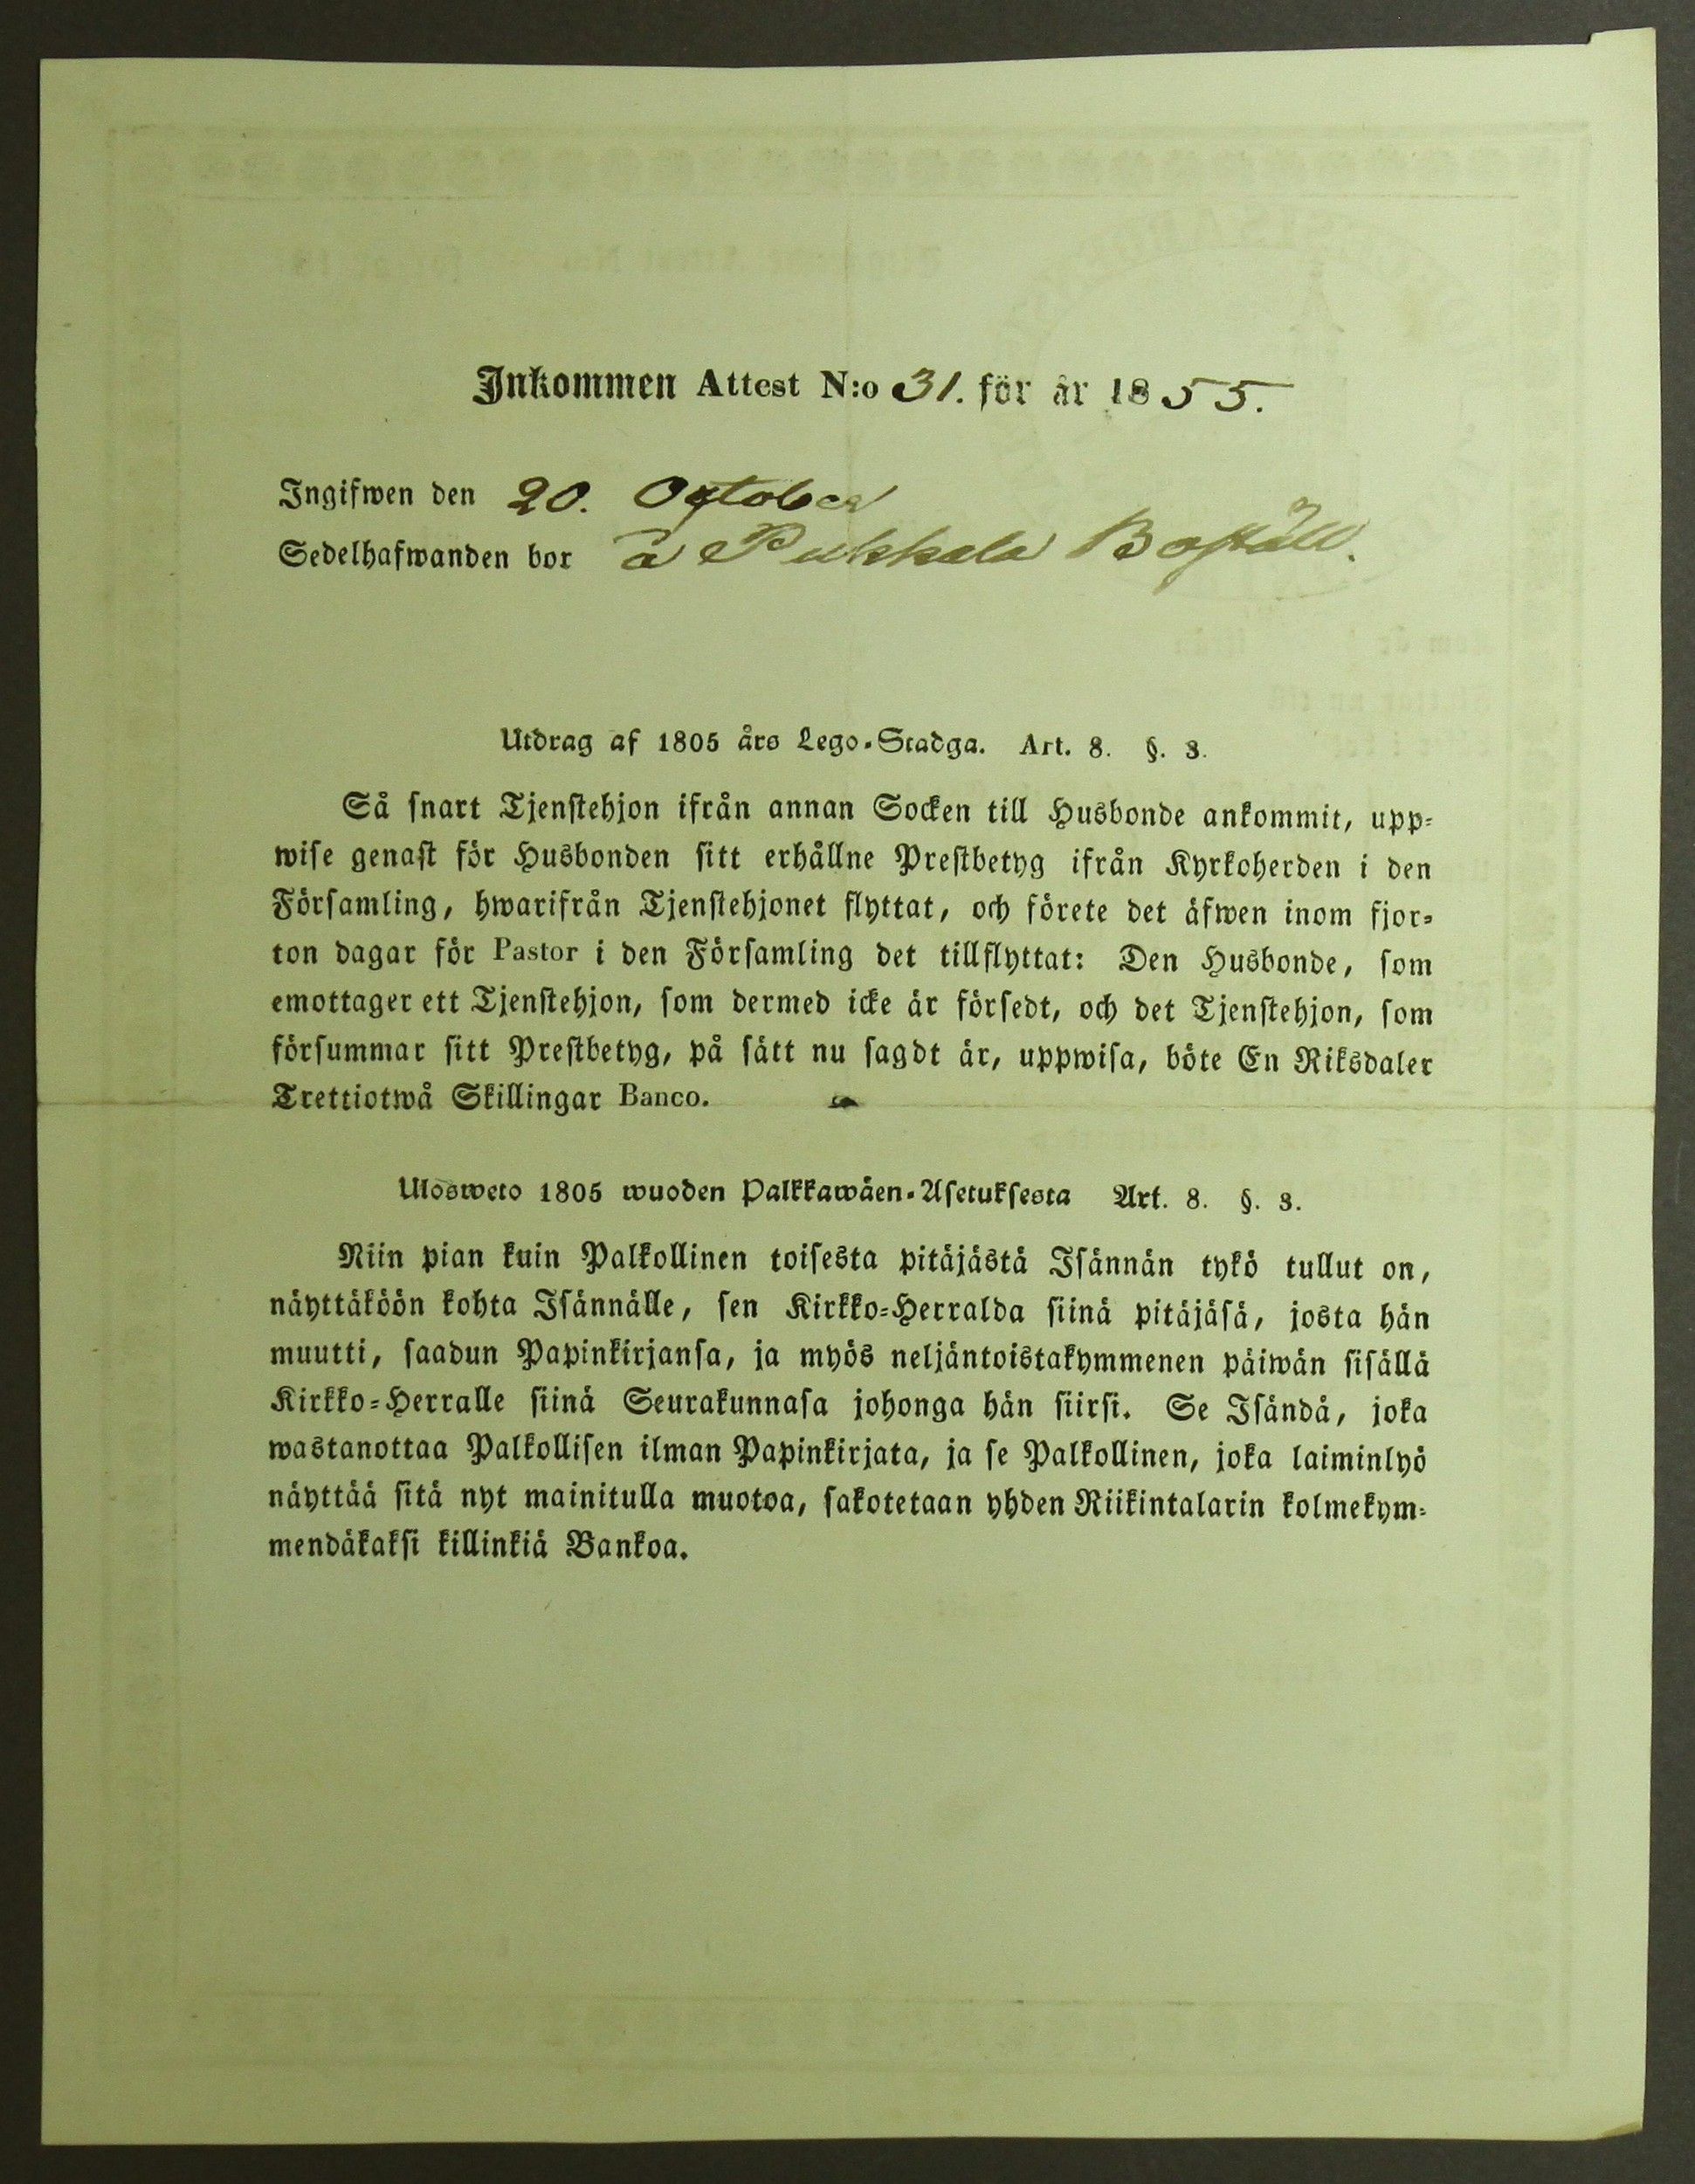 Inkommen Attest N:o 31. för år 1855.
Ingifwen den 20. October
Sedelhafwanden bor å Pukkala Boställ.
Utdrag af 1805 års Lego-Stadga. Art. 8. §. 3.
Så snart Tjenstehjon ifrån annan Socken till Husbonde ankommit, upp-
wise genast för Husbonden sitt erhållne Prestbetyg ifrån Kyrkoherden i den
Församling, hwarifrån Tjenstehjonet flyttat, och förete det äfwen inom fjor-
ton dagar för Pastor i den Församling det tillflyttat: Den Husbonde, som
emottager ett Tjenstehjon, som dermed icke är försedt, och det Tjenstehjon, som
försummar sitt Prestbetyg, på sätt nu sagdt är, uppwisa, böte En Riksdaler
Trettiotwå Skillingar Banco.
Ulosweto 1805 wuoden Palkkawäen-Asetuksesta Art. 8. §. 3.
Niin pian kuin Palkollinen toisesta pitäjästä Isännän tykö tullut on,
näyttäköön kohta Isännälle, sen Kirkko-Herralda siinä pitäjäsä, josta hän
muutti, saadun Papinkirjansa, ja myös neljäntoistakymmenen päiwän sisällä
Kirkko-Herralle siinä Seurakunnasa johonga hän siirsi. Se Isändä, joka
wastanottaa Palkollisen ilman Papinkirjata, ja se Palkollinen, joka laiminlyö
näyttää sitä nyt mainitulla muotoa, sakotetaan yhden Riikintalarin kolmekym-
mendäkaksi killinkiä Bankoa.